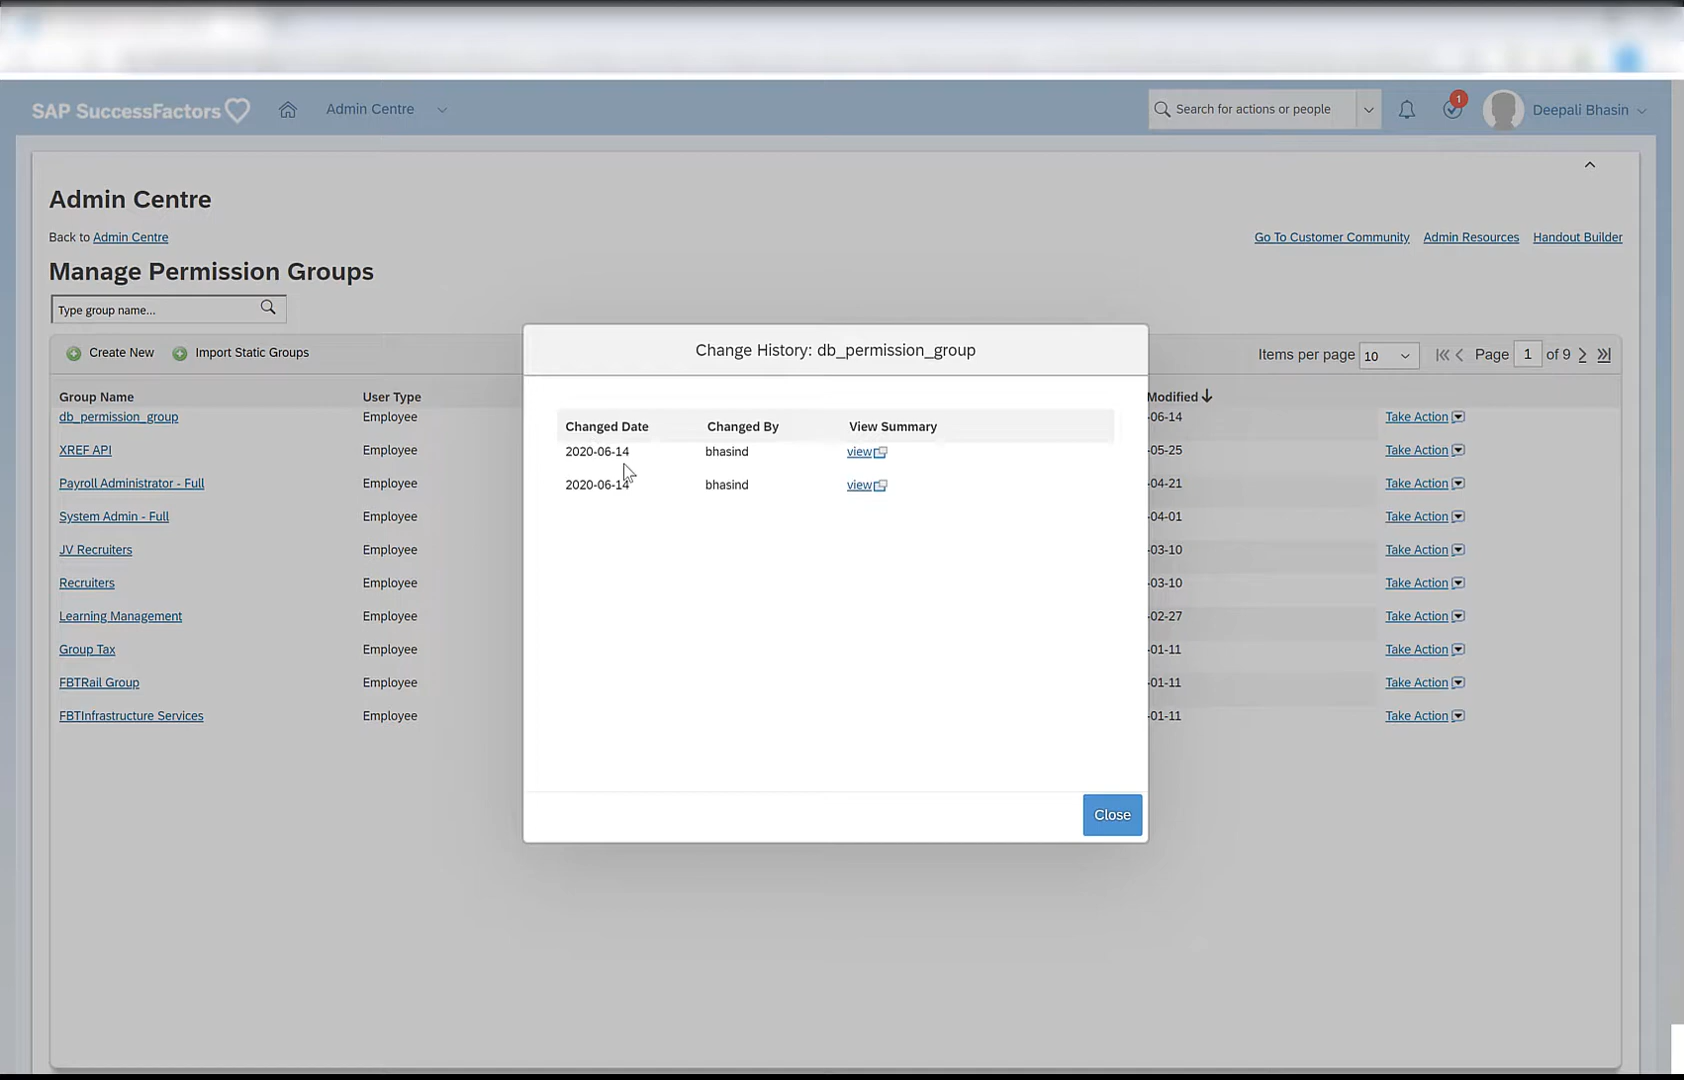 SAP SuccessFactors
Admin Centre
Search for actions or people
1
Deepali Bhasin
Admin Centre
Back to Admin Centre
Go To Customer Community
Admin Resources
Handout Builder
Manage Permission Groups
Type group name...
Create New
Import Static Groups
Items per page 10
Page 1 of 9
Group Name
User Type
Modified
db_permission_group Employee -06-14 Take Action
XREF API Employee -05-25 Take Action
Payroll Administrator - Full Employee -04-21 Take Action
System Admin - Full Employee -04-01 Take Action
JV Recruiters Employee -03-10 Take Action
Recruiters Employee -03-10 Take Action
Learning Management Employee -02-27 Take Action
Group Tax Employee -01-11 Take Action
FBTRail Group Employee -01-11 Take Action
FBTInfrastructure Services Employee -01-11 Take Action
Change History: db_permission_group
Changed Date Changed By View Summary
2020-06-14 bhasind view
2020-06-14 bhasind view
Close